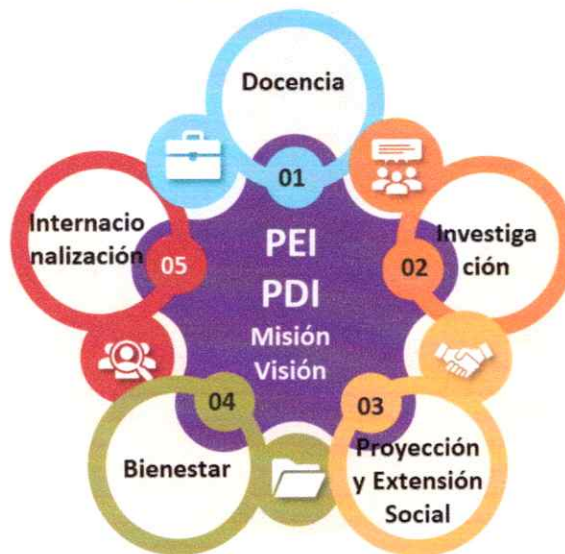 Docencia
01
Internacio
nalización
05
PEI
PDI
Misión
Visión
02
Investiga
ción
04
03
Bienestar
Proyección
y Extensión
Social